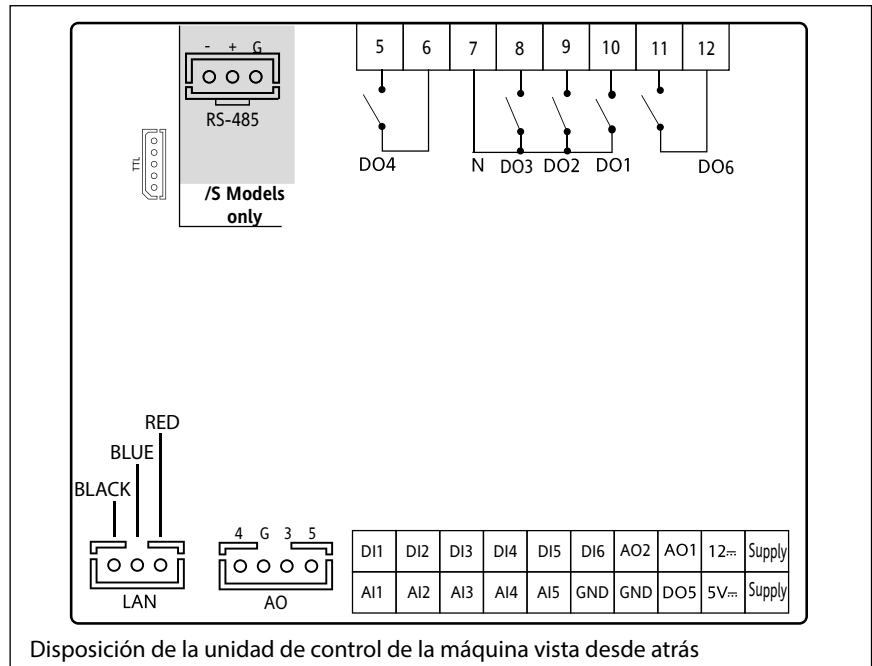 - + G
RS-485
TTL
/S Models
only
5 6 7 8 9 10 11 12
DO4 N DO3 DO2 DO1 DO6
RED
BLUE
BLACK
LAN
4 G 3 5
AO
DI1 DI2 DI3 DI4 DI5 DI6 AO2 AO1 12⎓ Supply
AI1 AI2 AI3 AI4 AI5 GND GND DO5 5V⎓ Supply
Disposición de la unidad de control de la máquina vista desde atrás